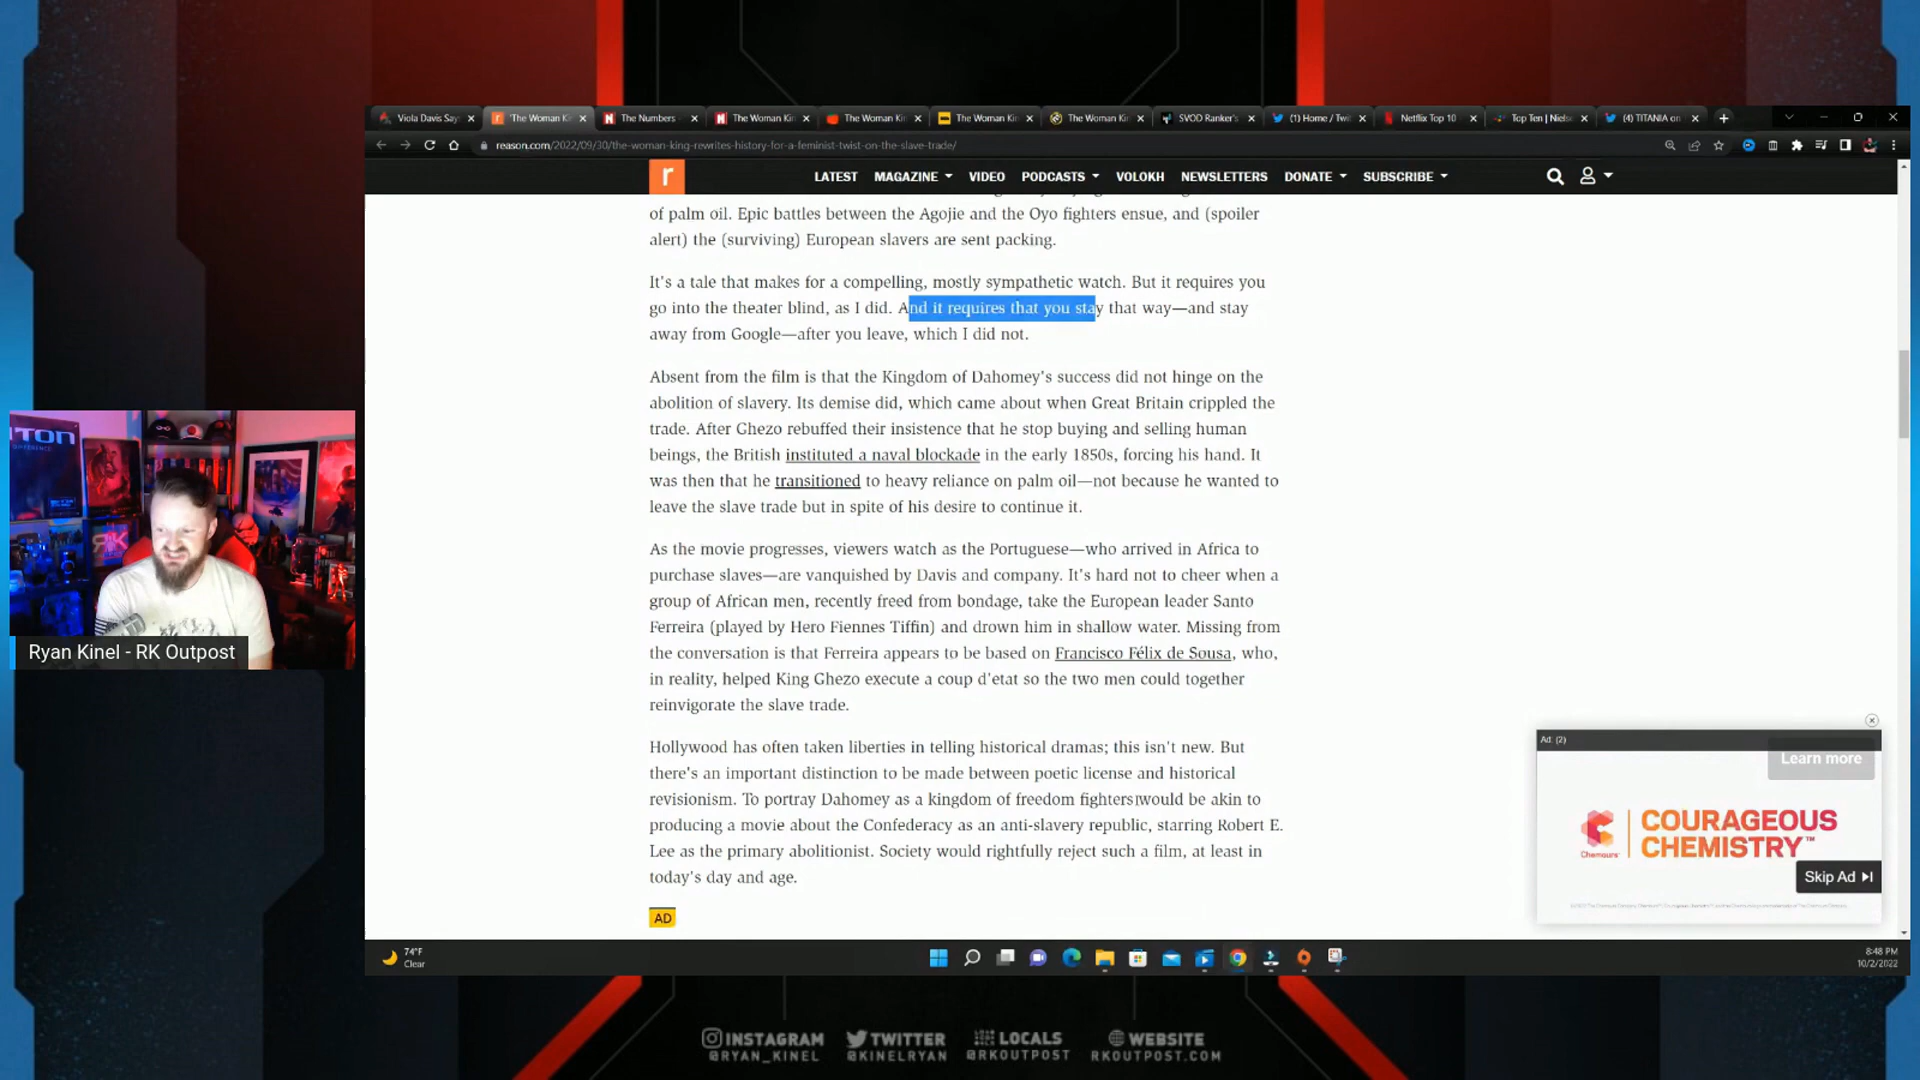 Viola Davis Say
'The Woman Ki
The Numbers -
The Woman Kin
The Woman Kin
The Woman Kin
The Woman Kin
SVOD Ranker's
(1) Home / Twi
Netflix Top 10
Top Ten | Niels
(4) TITANIA on
reason.com/2022/09/30/the-woman-king-rewrites-history-for-a-feminist-twist-on-the-slave-trade/
r
LATEST MAGAZINE VIDEO PODCASTS VOLOKH NEWSLETTERS DONATE SUBSCRIBE
of palm oil. Epic battles between the Agojie and the Oyo fighters ensue, and (spoiler
alert) the (surviving) European slavers are sent packing.
It's a tale that makes for a compelling, mostly sympathetic watch. But it requires you
go into the theater blind, as I did. And it requires that you stay that way—and stay
away from Google—after you leave, which I did not.
Absent from the film is that the Kingdom of Dahomey's success did not hinge on the
abolition of slavery. Its demise did, which came about when Great Britain crippled the
trade. After Ghezo rebuffed their insistence that he stop buying and selling human
beings, the British instituted a naval blockade in the early 1850s, forcing his hand. It
was then that he transitioned to heavy reliance on palm oil—not because he wanted to
leave the slave trade but in spite of his desire to continue it.
As the movie progresses, viewers watch as the Portuguese—who arrived in Africa to
purchase slaves—are vanquished by Davis and company. It's hard not to cheer when a
group of African men, recently freed from bondage, take the European leader Santo
Ferreira (played by Hero Fiennes Tiffin) and drown him in shallow water. Missing from
the conversation is that Ferreira appears to be based on Francisco Félix de Sousa, who,
in reality, helped King Ghezo execute a coup d'etat so the two men could together
reinvigorate the slave trade.
Hollywood has often taken liberties in telling historical dramas; this isn't new. But
there's an important distinction to be made between poetic license and historical
revisionism. To portray Dahomey as a kingdom of freedom fighters would be akin to
producing a movie about the Confederacy as an anti-slavery republic, starring Robert E.
Lee as the primary abolitionist. Society would rightfully reject such a film, at least in
today's day and age.
AD
Ad: (2)
Learn more
Chemours
COURAGEOUS
CHEMISTRY™
Skip Ad
Ryan Kinel - RK Outpost
74°F
Clear
8:48 PM
10/2/2022
INSTAGRAM
@RYAN_KINEL
TWITTER
@KINELRYAN
LOCALS
@RKOUTPOST
WEBSITE
RKOUTPOST.COM